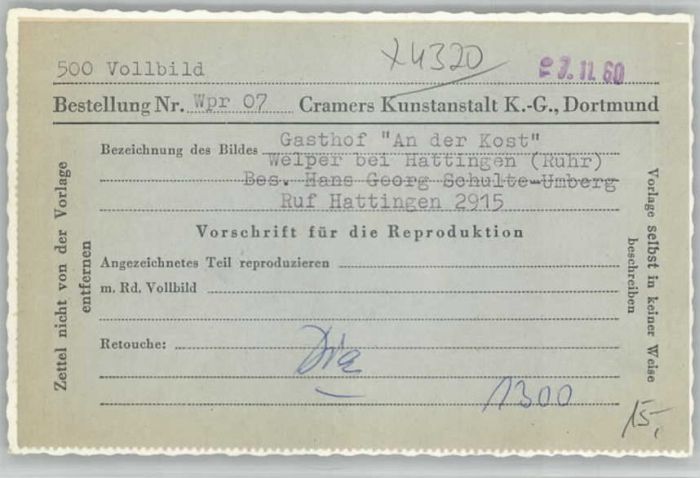 x4320
500 Vollbild
3. 11. 60
Bestellung Nr. Wpr 07 Cramers Kunstanstalt K.-G., Dortmund
Bezeichnung des Bildes Gasthof "An der Kost"
Welper bei Hattingen (Ruhr)
Bes. Hans Georg Schulte-Umberg
Ruf Hattingen 2915
Vorschrift für die Reproduktion
Angezeichnetes Teil reproduzieren
m. Rd. Vollbild
Retouche:
Dia
1300
15,-
Zettel nicht von der Vorlage
entfernen
Vorlage selbst in keiner Weise
beschreiben